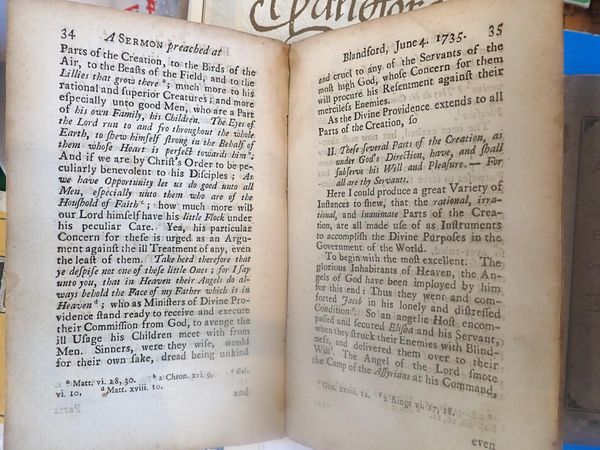 34 A SERMON preached at
Parts of the Creation, to the Birds of the
Air, to the Beasts of the Field, and to the
Lillies that grow there ª; much more to his
rational and superior Creatures; and more
especially unto good Men, who are a Part
of his own Family, his Children. The Eyes of
the Lord run to and fro throughout the whole
Earth, to shew himself strong in the Behalf of
them whose Heart is perfect towards him ᵇ:
And if we are by Christ's Order to be pe-
culiarly benevolent to his Disciples; As
we have Opportunity let us do good unto all
Men, especially unto them who are of the
Houshold of Faith ᶜ; how much more will
our Lord himself have his little Flock under
his peculiar Care. Yea, his particular
Concern for these is urged as an Argu-
ment against the ill Treatment of any, even
the least of them. Take heed therefore that
ye despise not one of these little Ones; for I say
unto you, that in Heaven their Angels do al-
ways behold the Face of my Father which is in
Heaven ᵈ; who as Ministers of Divine Pro-
vidence stand ready to receive and execute
their Commission from God, to avenge the
ill Usage his Children meet with from
Men. Sinners, were they wise, would
for their own sake, dread being unkind
ª Matt. vi. 28, 30. ᵇ 2 Chron. xvi. 9. ᶜ Gal.
vi. 10. ᵈ Matt. xviii. 10.
and
Blandford, June 4. 1735. 35
and cruel to any of the Servants of the
most high God, whose Concern for them
will procure his Resentment against their
merciless Enemies.
As the Divine Providence extends to all
Parts of the Creation, so
II. These several Parts of the Creation, as
under God's Direction, have, and shall
subserve his Will and Pleasure. — For
all are thy Servants.
Here I could produce a great Variety of
Instances to shew, that the rational, irra-
tional, and inanimate Parts of the Crea-
tion, are all made use of as Instruments
to accomplish the Divine Purposes in the
Government of the World.
To begin with the most excellent. The
glorious Inhabitants of Heaven, the An-
gels of God have been imployed by him
for this end: Thus they went and com-
forted Jacob in his lonely and distressed
Condition ᵉ. So an angelic Host encom-
passed and secured Elisha and his Servant,
when they struck their Enemies with Blind-
ness, and delivered them over to their
Will ᶠ. The Angel of the Lord smote
the Camp of the Assyrians at his Command,
xviii. 12. ᶠ 2 Kings vi. 17, 18.
even